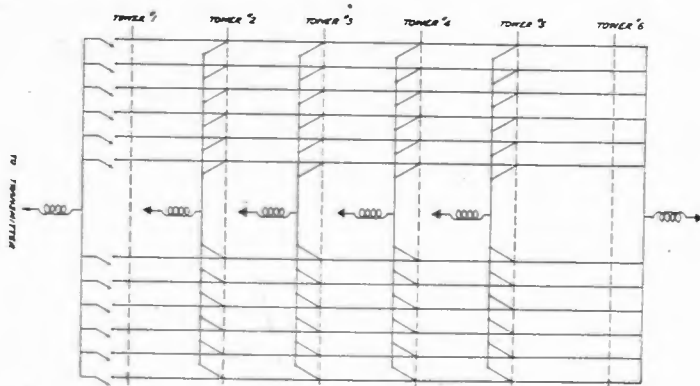 TOWER #1
TOWER #2
TOWER #3
TOWER #4
TOWER #5
TOWER #6
TO TRANSMITTER